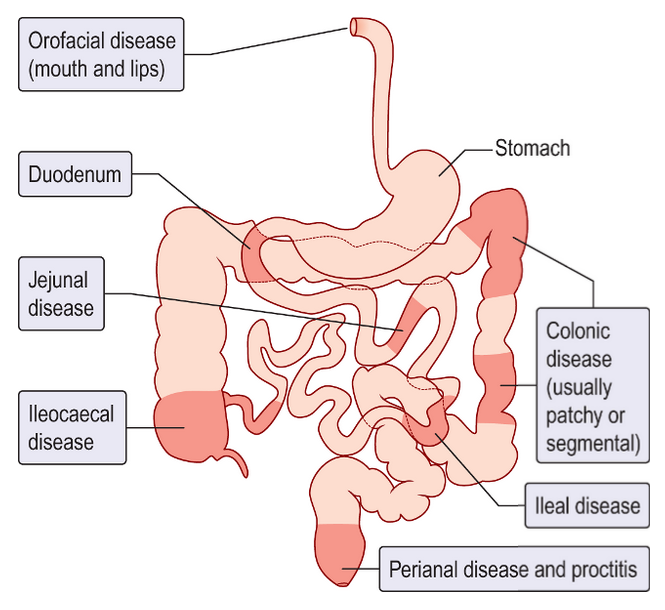 Orofacial disease
(mouth and lips)
Stomach
Duodenum
Jejunal
disease
Colonic
disease
(usually
patchy or
segmental)
Ileocaecal
disease
Ileal disease
Perianal disease and proctitis